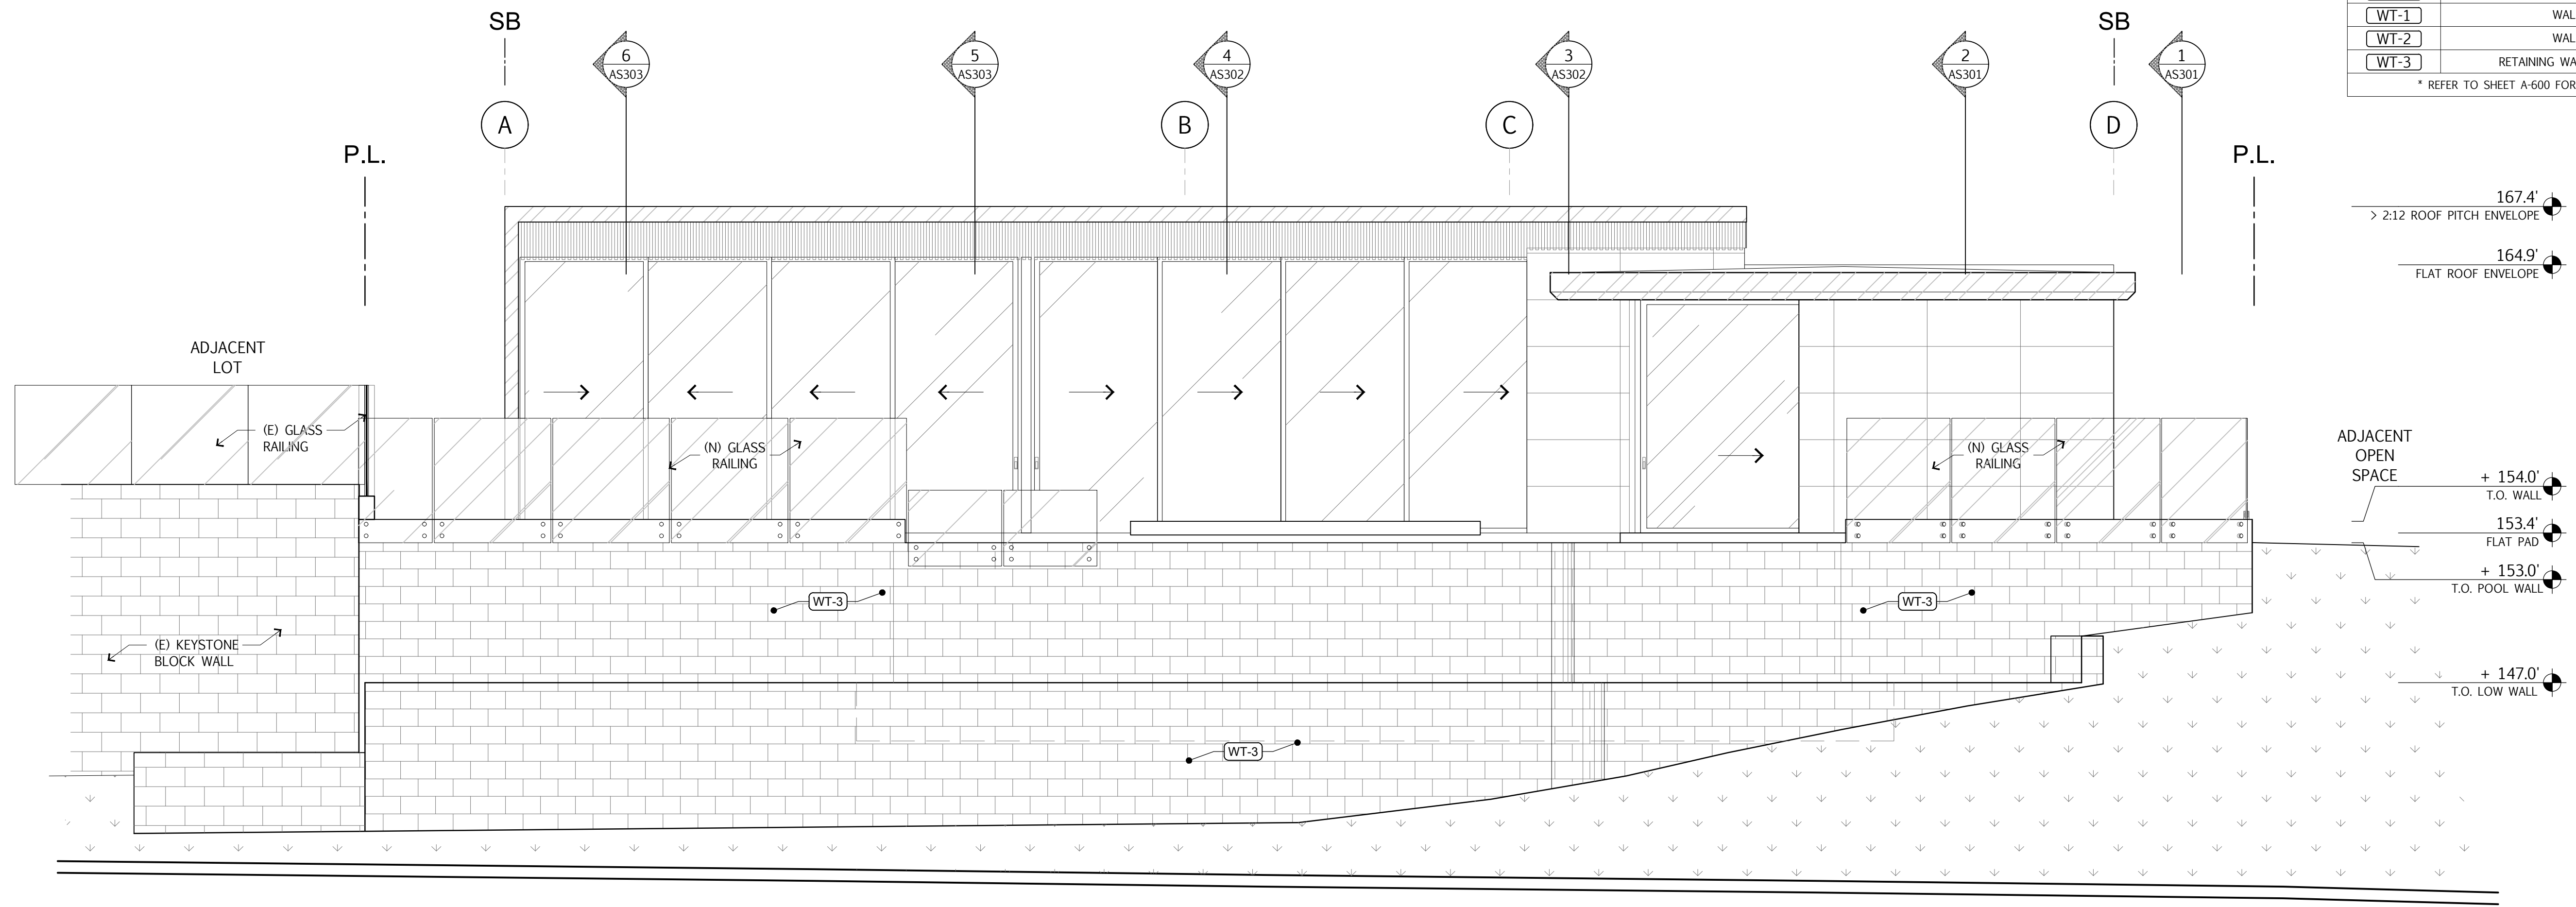 SB
SB
6
AS303
5
AS303
4
AS302
3
AS302
2
AS301
1
AS301
WT-1
WAL
WT-2
WAL
WT-3
RETAINING WA
* REFER TO SHEET A-600 FOR
A
B
C
D
P.L.
P.L.
167.4'
> 2:12 ROOF PITCH ENVELOPE
164.9'
FLAT ROOF ENVELOPE
ADJACENT
LOT
(E) GLASS
RAILING
(N) GLASS
RAILING
(N) GLASS
RAILING
ADJACENT
OPEN
SPACE
+ 154.0'
T.O. WALL
153.4'
FLAT PAD
+ 153.0'
T.O. POOL WALL
WT-3
WT-3
(E) KEYSTONE
BLOCK WALL
+ 147.0'
T.O. LOW WALL
WT-3